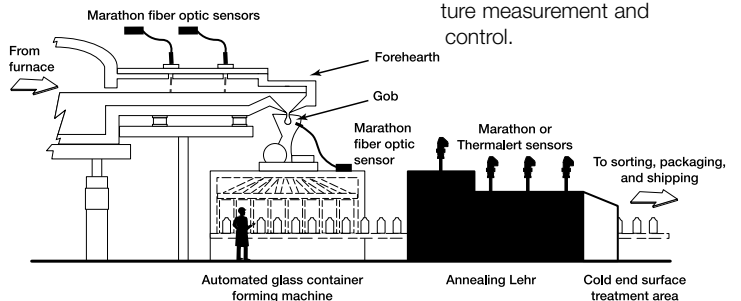 ture measurement and
control.
Marathon fiber optic sensors
From
furnace
Forehearth
Gob
Marathon
fiber optic
sensor
Marathon or
Thermalert sensors
To sorting, packaging,
and shipping
Automated glass container
forming machine
Annealing Lehr
Cold end surface
treatment area